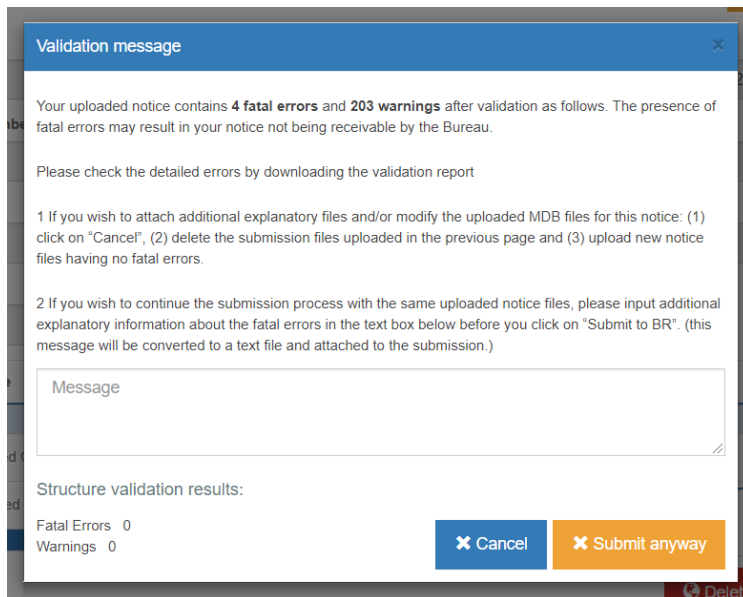 Validation message ×
Your uploaded notice contains 4 fatal errors and 203 warnings after validation as follows. The presence of
fatal errors may result in your notice not being receivable by the Bureau.
Please check the detailed errors by downloading the validation report
1 If you wish to attach additional explanatory files and/or modify the uploaded MDB files for this notice: (1)
click on “Cancel”, (2) delete the submission files uploaded in the previous page and (3) upload new notice
files having no fatal errors.
2 If you wish to continue the submission process with the same uploaded notice files, please input additional
explanatory information about the fatal errors in the text box below before you click on “Submit to BR”. (this
message will be converted to a text file and attached to the submission.)
Message
Structure validation results:
Fatal Errors 0
Warnings 0
Cancel
Submit anyway